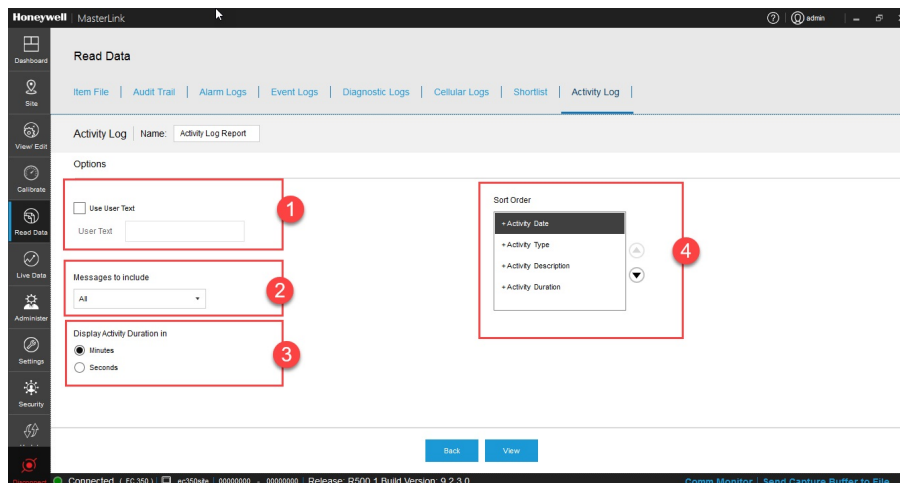 Honeywell | MasterLink
admin
Dashboard
Site
View/ Edit
Calibrate
Read Data
Live Data
Administer
Settings
Security
Read Data
Item File | Audit Trail | Alarm Logs | Event Logs | Diagnostic Logs | Cellular Logs | Shortlist | Activity Log |
Activity Log | Name: Activity Log Report
Options
Use User Text
User Text
1
Messages to include
All
2
Display Activity Duration in
Minutes
Seconds
3
Sort Order
+ Activity Date
+ Activity Type
+ Activity Description
+ Activity Duration
4
Back View
Connected ( EC 350 ) ec350site 00000000 - 00000000 Release: R500.1 Build Version: 9.2.3.0
Comm Monitor | Send Capture Buffer to File